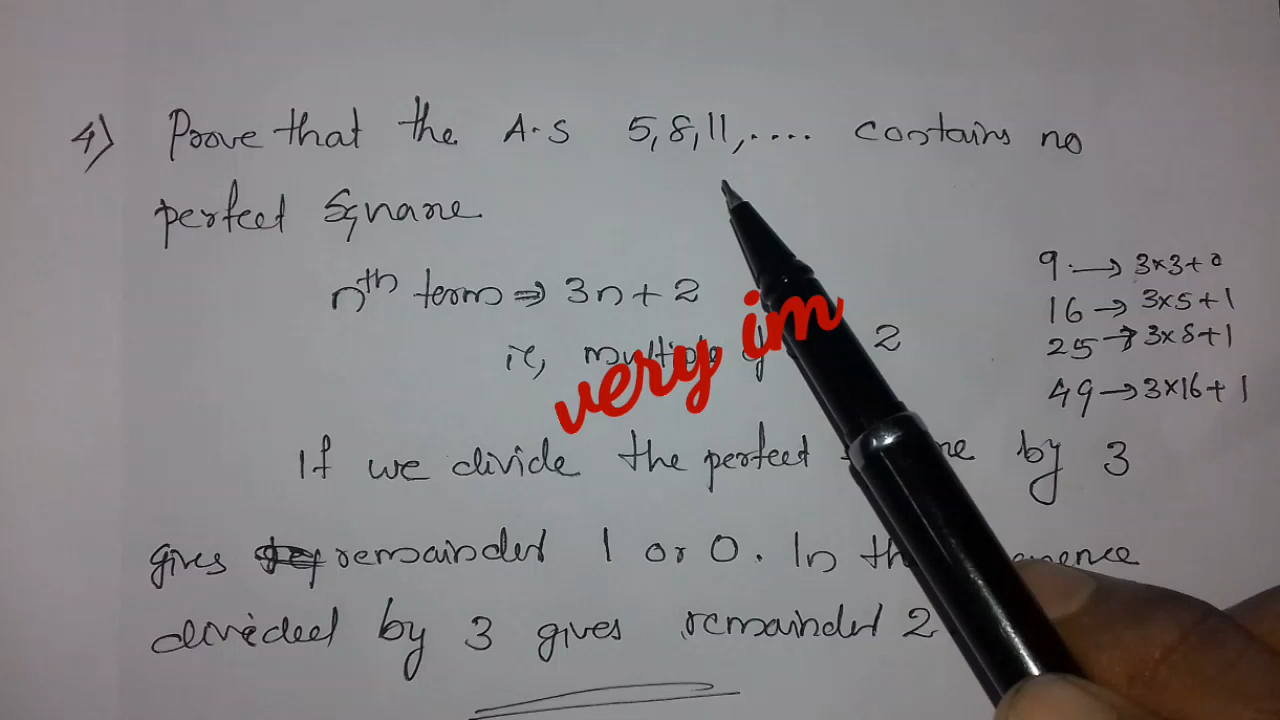 4) Prove that the A.S 5,8,11,.... contains no
perfect square
nth term ⇒ 3n+2
ie, multiple 2
9 → 3×3+0
16 → 3×5+1
25 → 3×8+1
49 → 3×16+1
very im
If we divide the perfect by 3
gives remainder 1 or 0. In
divided by 3 gives remainder 2